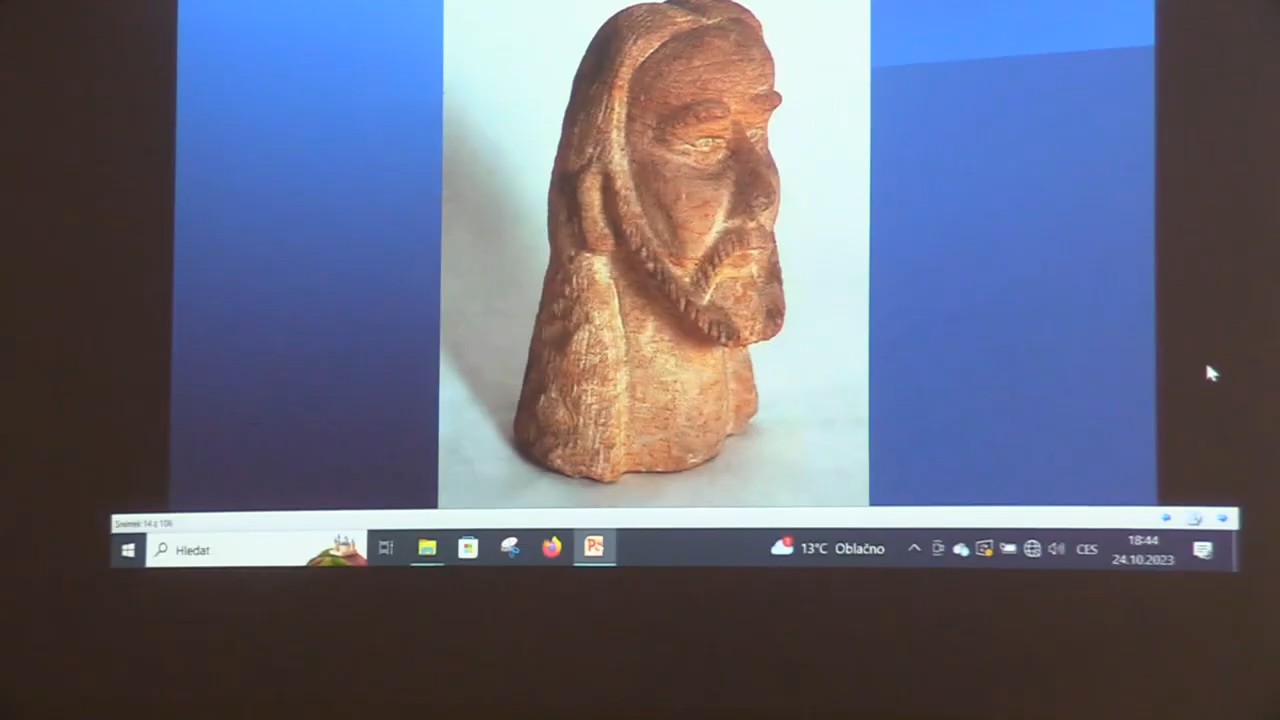 Snímek 14 z 106
Hledat
13°C Oblačno
CES
18:44
24.10.2023